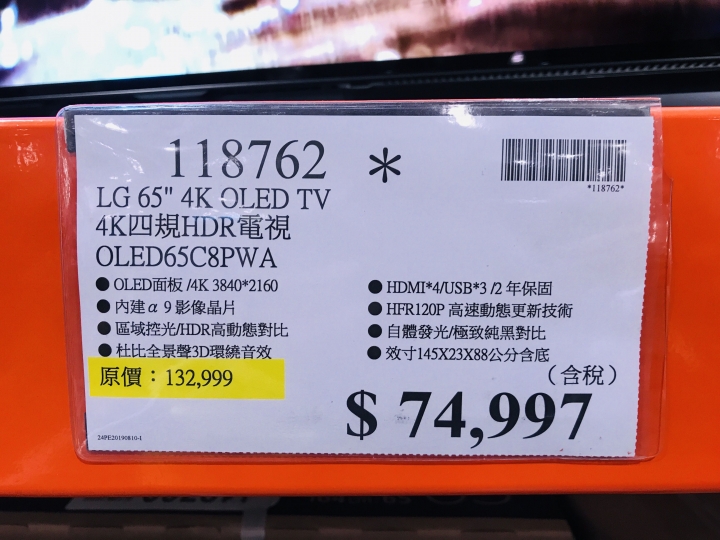 118762 *
*118762*
LG 65" 4K OLED TV
4K四規HDR電視
OLED65C8PWA
● OLED面板 /4K 3840*2160
● 內建α 9 影像晶片
● 區域控光/HDR高動態對比
● 杜比全景聲3D環繞音效
● HDMI*4/USB*3 /2 年保固
● HFR120P 高速動態更新技術
● 自體發光/極致純黑對比
● 效寸145X23X88公分含底
原價：132,999
（含稅）
$ 74,997
24PE20190810-1